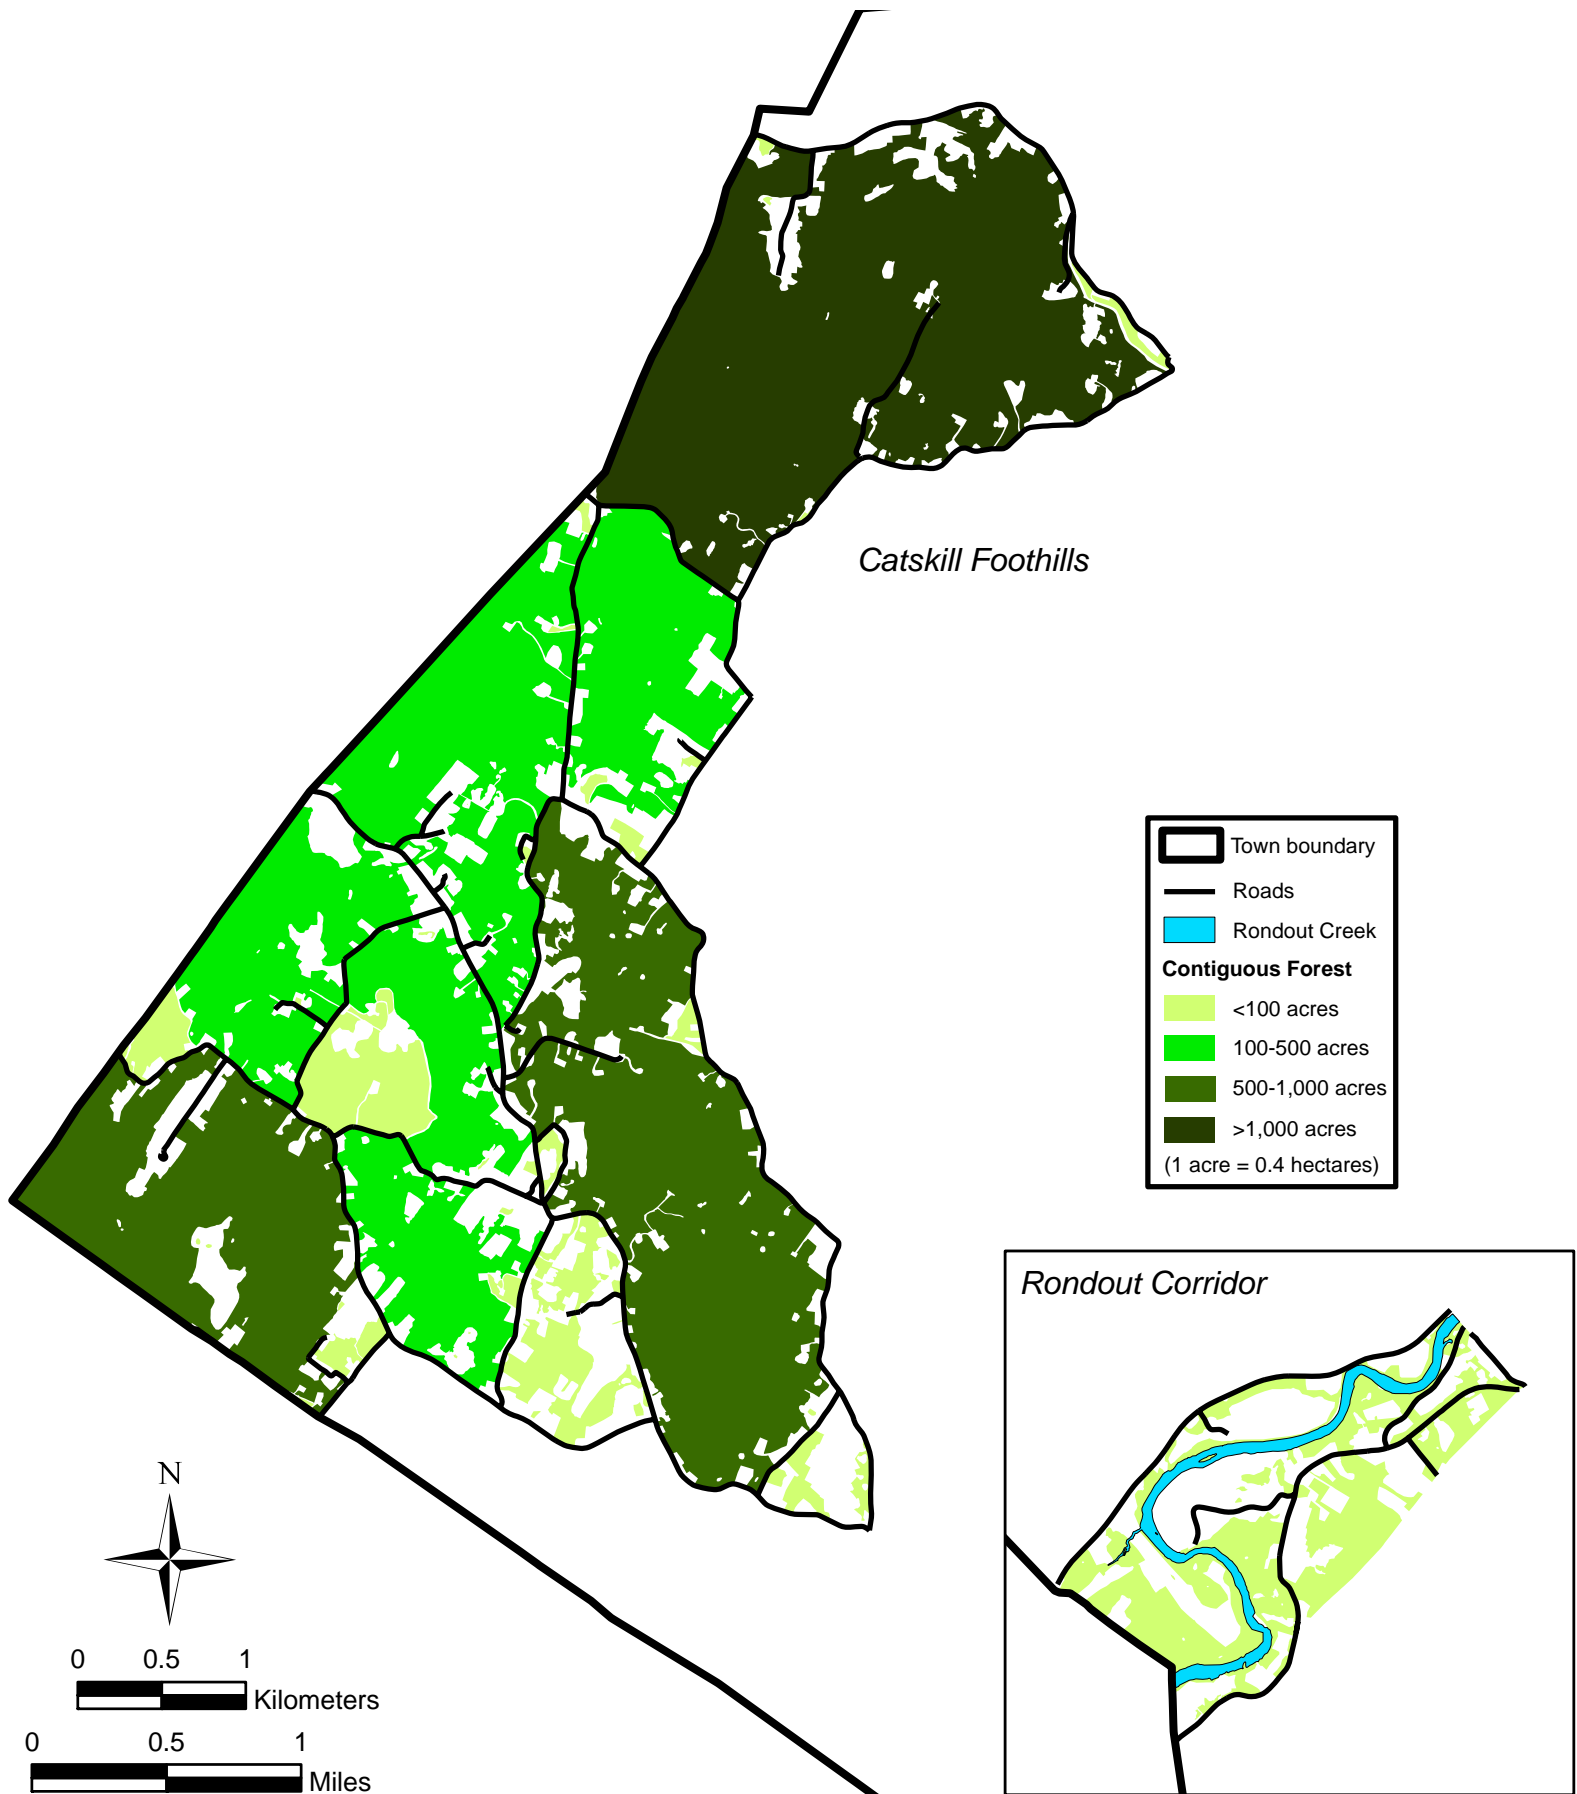 Catskill Foothills
Town boundary
Roads
Rondout Creek
Contiguous Forest
<100 acres
100-500 acres
500-1,000 acres
>1,000 acres
(1 acre = 0.4 hectares)
Rondout Corridor
N
0 0.5 1
Kilometers
0 0.5 1
Miles